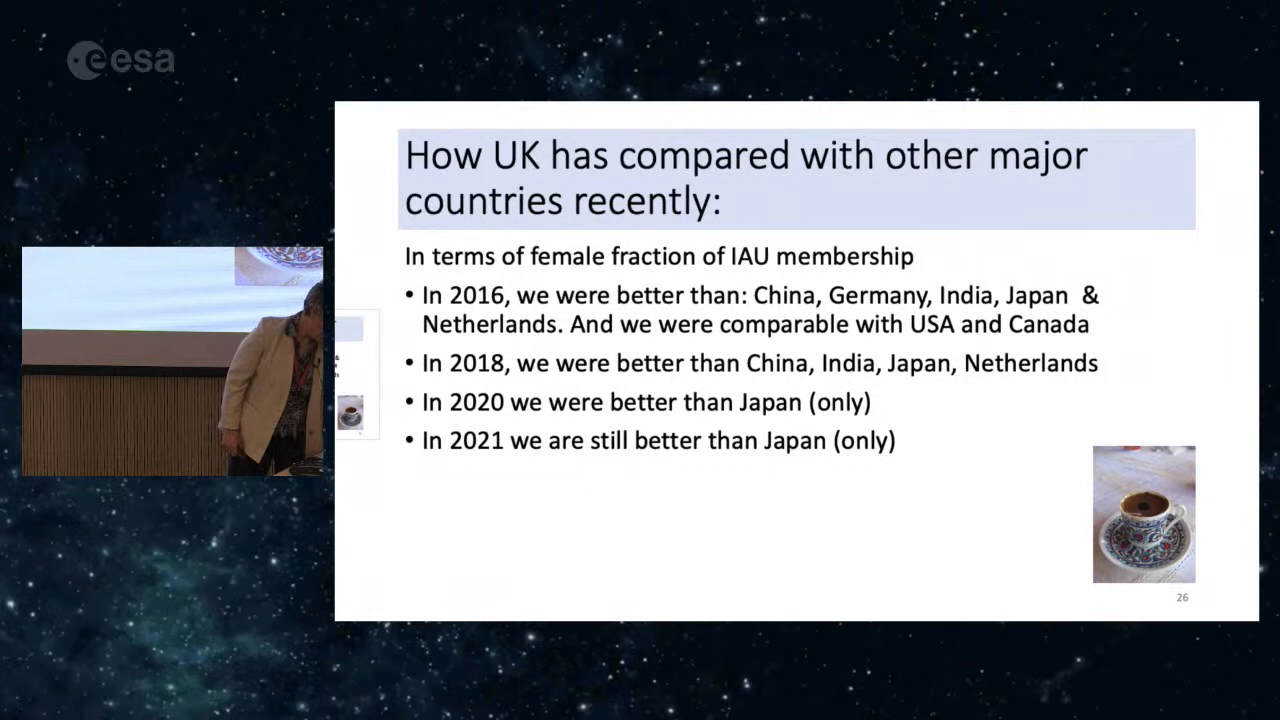 esa
How UK has compared with other major
countries recently:
In terms of female fraction of IAU membership
• In 2016, we were better than: China, Germany, India, Japan &
Netherlands. And we were comparable with USA and Canada
• In 2018, we were better than China, India, Japan, Netherlands
• In 2020 we were better than Japan (only)
• In 2021 we are still better than Japan (only)
26